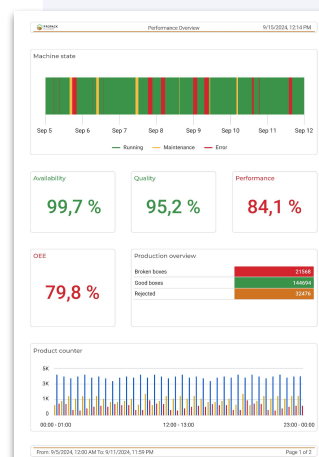 PROPACK
Performance Overview
9/15/2024, 12:14 PM
Machine state
Sep 5 Sep 6 Sep 7 Sep 8 Sep 9 Sep 10 Sep 11 Sep 12
Running Maintenance Error
Availability
99,7 %
Quality
95,2 %
Performance
84,1 %
OEE
79,8 %
Production overview
Broken boxes 21568
Good boxes 144694
Rejected 32476
Product counter
5K
3K
1K
0
00:00 - 01:00 12:00 - 13:00 23:00 - 00:00
From: 9/5/2024, 12:00 AM To: 9/11/2024, 11:59 PM
Page 1 of 2